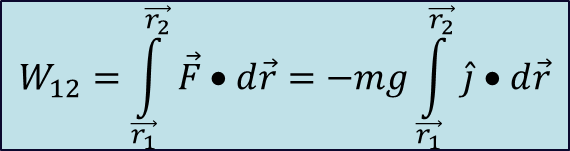 W₁₂ = ∫_{r⃗₁}^{r⃗₂} F⃗ • dr⃗ = −mg ∫_{r⃗₁}^{r⃗₂} ĵ • dr⃗